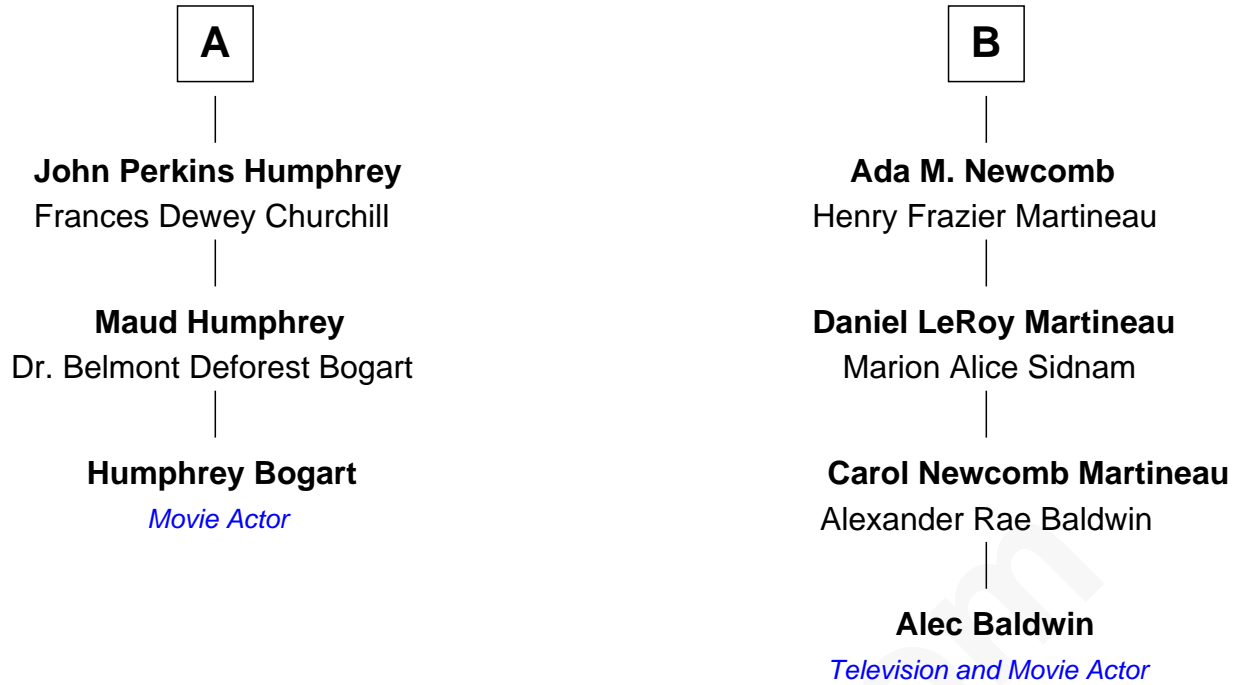 A
John Perkins Humphrey
Frances Dewey Churchill
Maud Humphrey
Dr. Belmont Deforest Bogart
Humphrey Bogart
Movie Actor
B
Ada M. Newcomb
Henry Frazier Martineau
Daniel LeRoy Martineau
Marion Alice Sidnam
Carol Newcomb Martineau
Alexander Rae Baldwin
Alec Baldwin
Television and Movie Actor